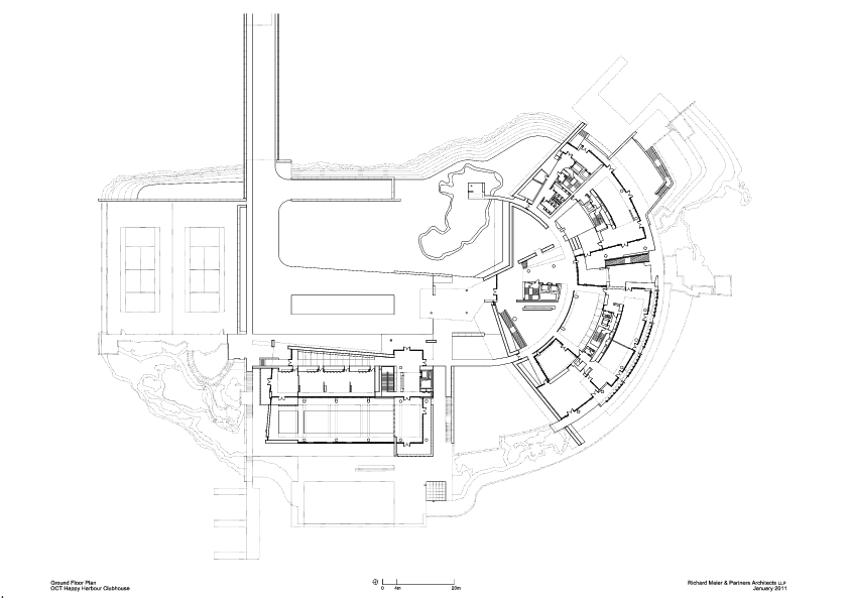 Ground Floor Plan
OCT Happy Harbour Clubhouse
0 4m 20m
Richard Meier & Partners Architects LLP
January 2011